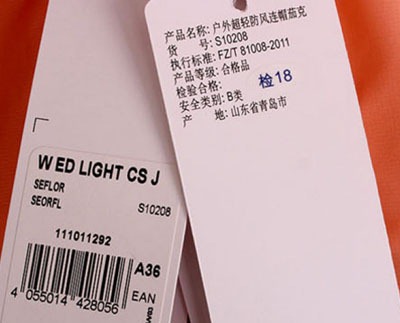 产品名称: 户外超轻防风连帽茄克
货 号: S10208
执行标准: FZ/T 81008-2011
产品等级: 合格品
检验合格: 检18
安全类别: B类
产 地: 山东省青岛市
W ED LIGHT CS J
SEFLOR
SEORFL S10208
111011292
A36
4 055014 428056 EAN